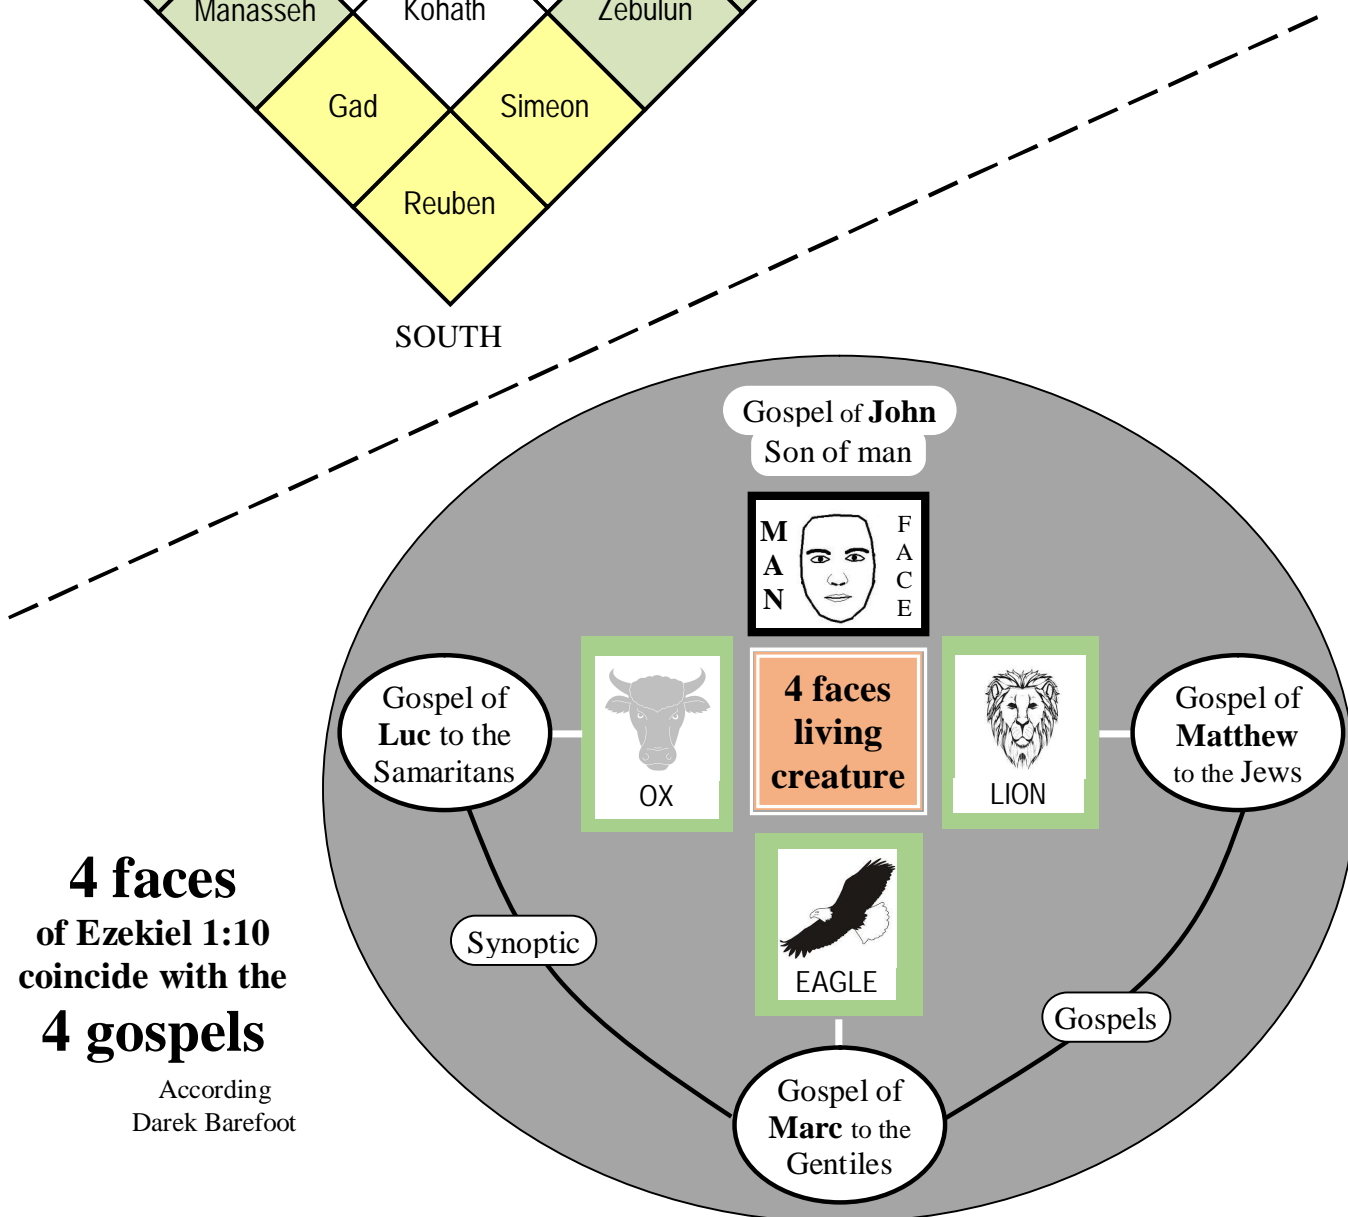 Manasseh
Kohath
Zebulun
Gad
Simeon
Reuben
SOUTH
Gospel of John
Son of man
MAN
FACE
Gospel of
Luc to the
Samaritans
OX
4 faces
living
creature
LION
Gospel of
Matthew
to the Jews
EAGLE
Synoptic
Gospels
Gospel of
Marc to the
Gentiles
4 faces
of Ezekiel 1:10
coincide with the
4 gospels
According
Darek Barefoot